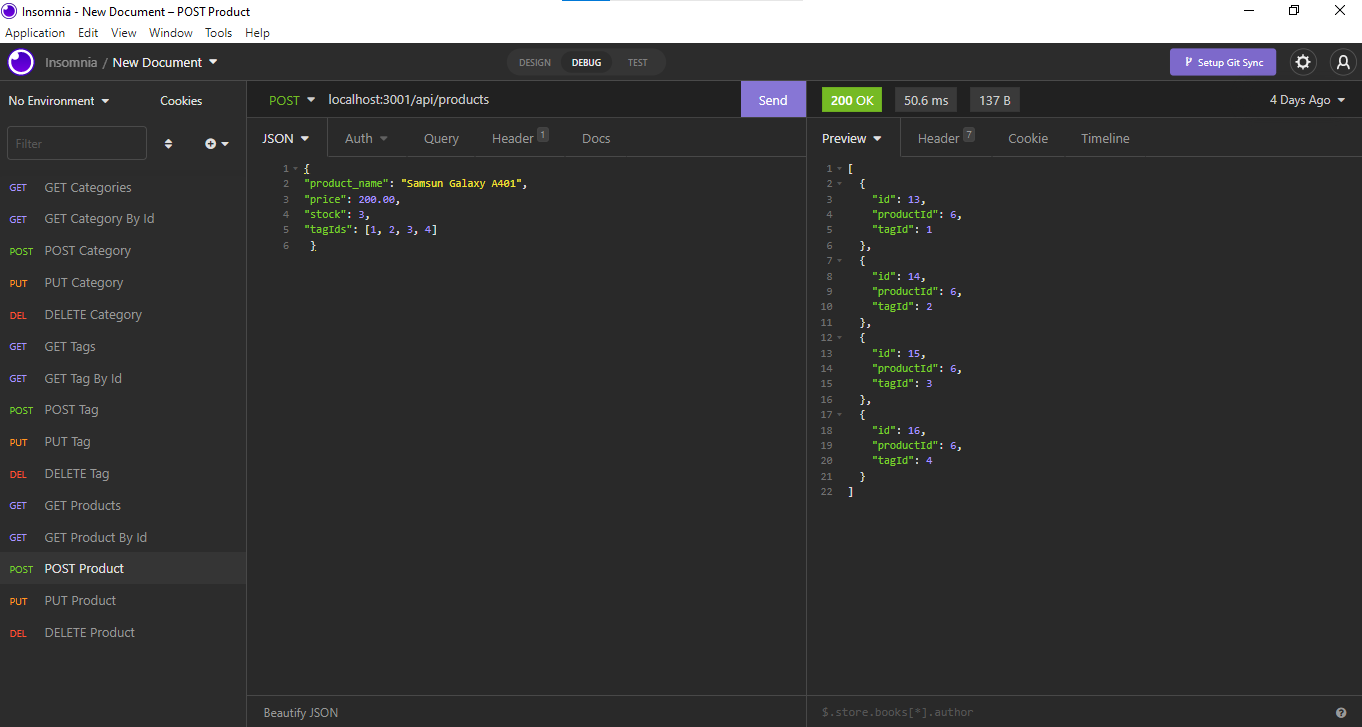 Insomnia - New Document – POST Product
Application Edit View Window Tools Help
Insomnia / New Document
DESIGN DEBUG TEST
Setup Git Sync
No Environment Cookies
POST localhost:3001/api/products Send
200 OK 50.6 ms 137 B 4 Days Ago
Filter
JSON Auth Query Header 1 Docs
Preview Header 7 Cookie Timeline
GET GET Categories
GET GET Category By Id
POST POST Category
PUT PUT Category
DEL DELETE Category
GET GET Tags
GET GET Tag By Id
POST POST Tag
PUT PUT Tag
DEL DELETE Tag
GET GET Products
GET GET Product By Id
POST POST Product
PUT PUT Product
DEL DELETE Product
1 {
2 "product_name": "Samsun Galaxy A401",
3 "price": 200.00,
4 "stock": 3,
5 "tagIds": [1, 2, 3, 4]
6 }
1 [
2 {
3 "id": 13,
4 "productId": 6,
5 "tagId": 1
6 },
7 {
8 "id": 14,
9 "productId": 6,
10 "tagId": 2
11 },
12 {
13 "id": 15,
14 "productId": 6,
15 "tagId": 3
16 },
17 {
18 "id": 16,
19 "productId": 6,
20 "tagId": 4
21 }
22 ]
Beautify JSON
$.store.books[*].author
?